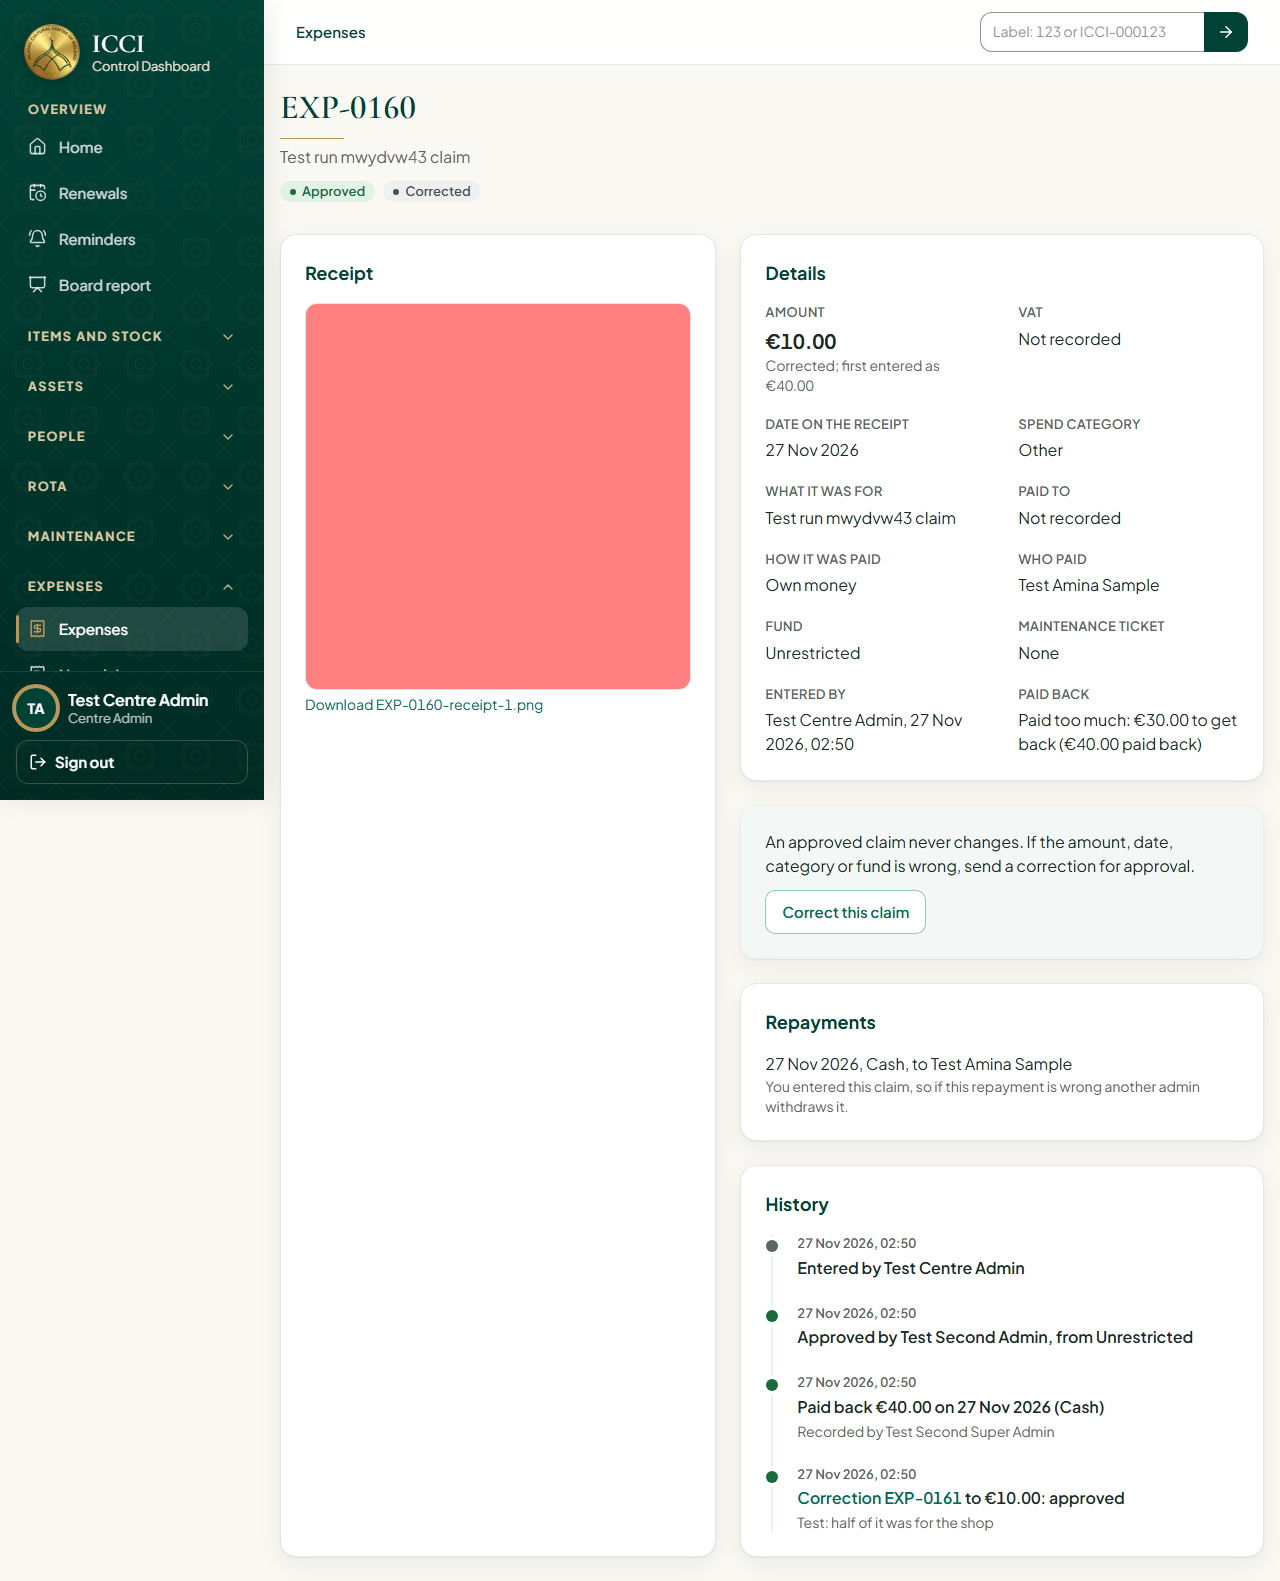 ICCI
Control Dashboard
OVERVIEW
Home
Renewals
Reminders
Board report
ITEMS AND STOCK
ASSETS
PEOPLE
ROTA
MAINTENANCE
EXPENSES
Expenses
TA
Test Centre Admin
Centre Admin
Sign out
Expenses
Label: 123 or ICCI-000123
EXP-0160
Test run mwydvw43 claim
Approved
Corrected
Receipt
Download EXP-0160-receipt-1.png
Details
AMOUNT
€10.00
Corrected; first entered as
€40.00
VAT
Not recorded
DATE ON THE RECEIPT
27 Nov 2026
SPEND CATEGORY
Other
WHAT IT WAS FOR
Test run mwydvw43 claim
PAID TO
Not recorded
HOW IT WAS PAID
Own money
WHO PAID
Test Amina Sample
FUND
Unrestricted
MAINTENANCE TICKET
None
ENTERED BY
Test Centre Admin, 27 Nov
2026, 02:50
PAID BACK
Paid too much: €30.00 to get
back (€40.00 paid back)
An approved claim never changes. If the amount, date,
category or fund is wrong, send a correction for approval.
Correct this claim
Repayments
27 Nov 2026, Cash, to Test Amina Sample
You entered this claim, so if this repayment is wrong another admin
withdraws it.
History
27 Nov 2026, 02:50
Entered by Test Centre Admin
27 Nov 2026, 02:50
Approved by Test Second Admin, from Unrestricted
27 Nov 2026, 02:50
Paid back €40.00 on 27 Nov 2026 (Cash)
Recorded by Test Second Super Admin
27 Nov 2026, 02:50
Correction EXP-0161 to €10.00: approved
Test: half of it was for the shop